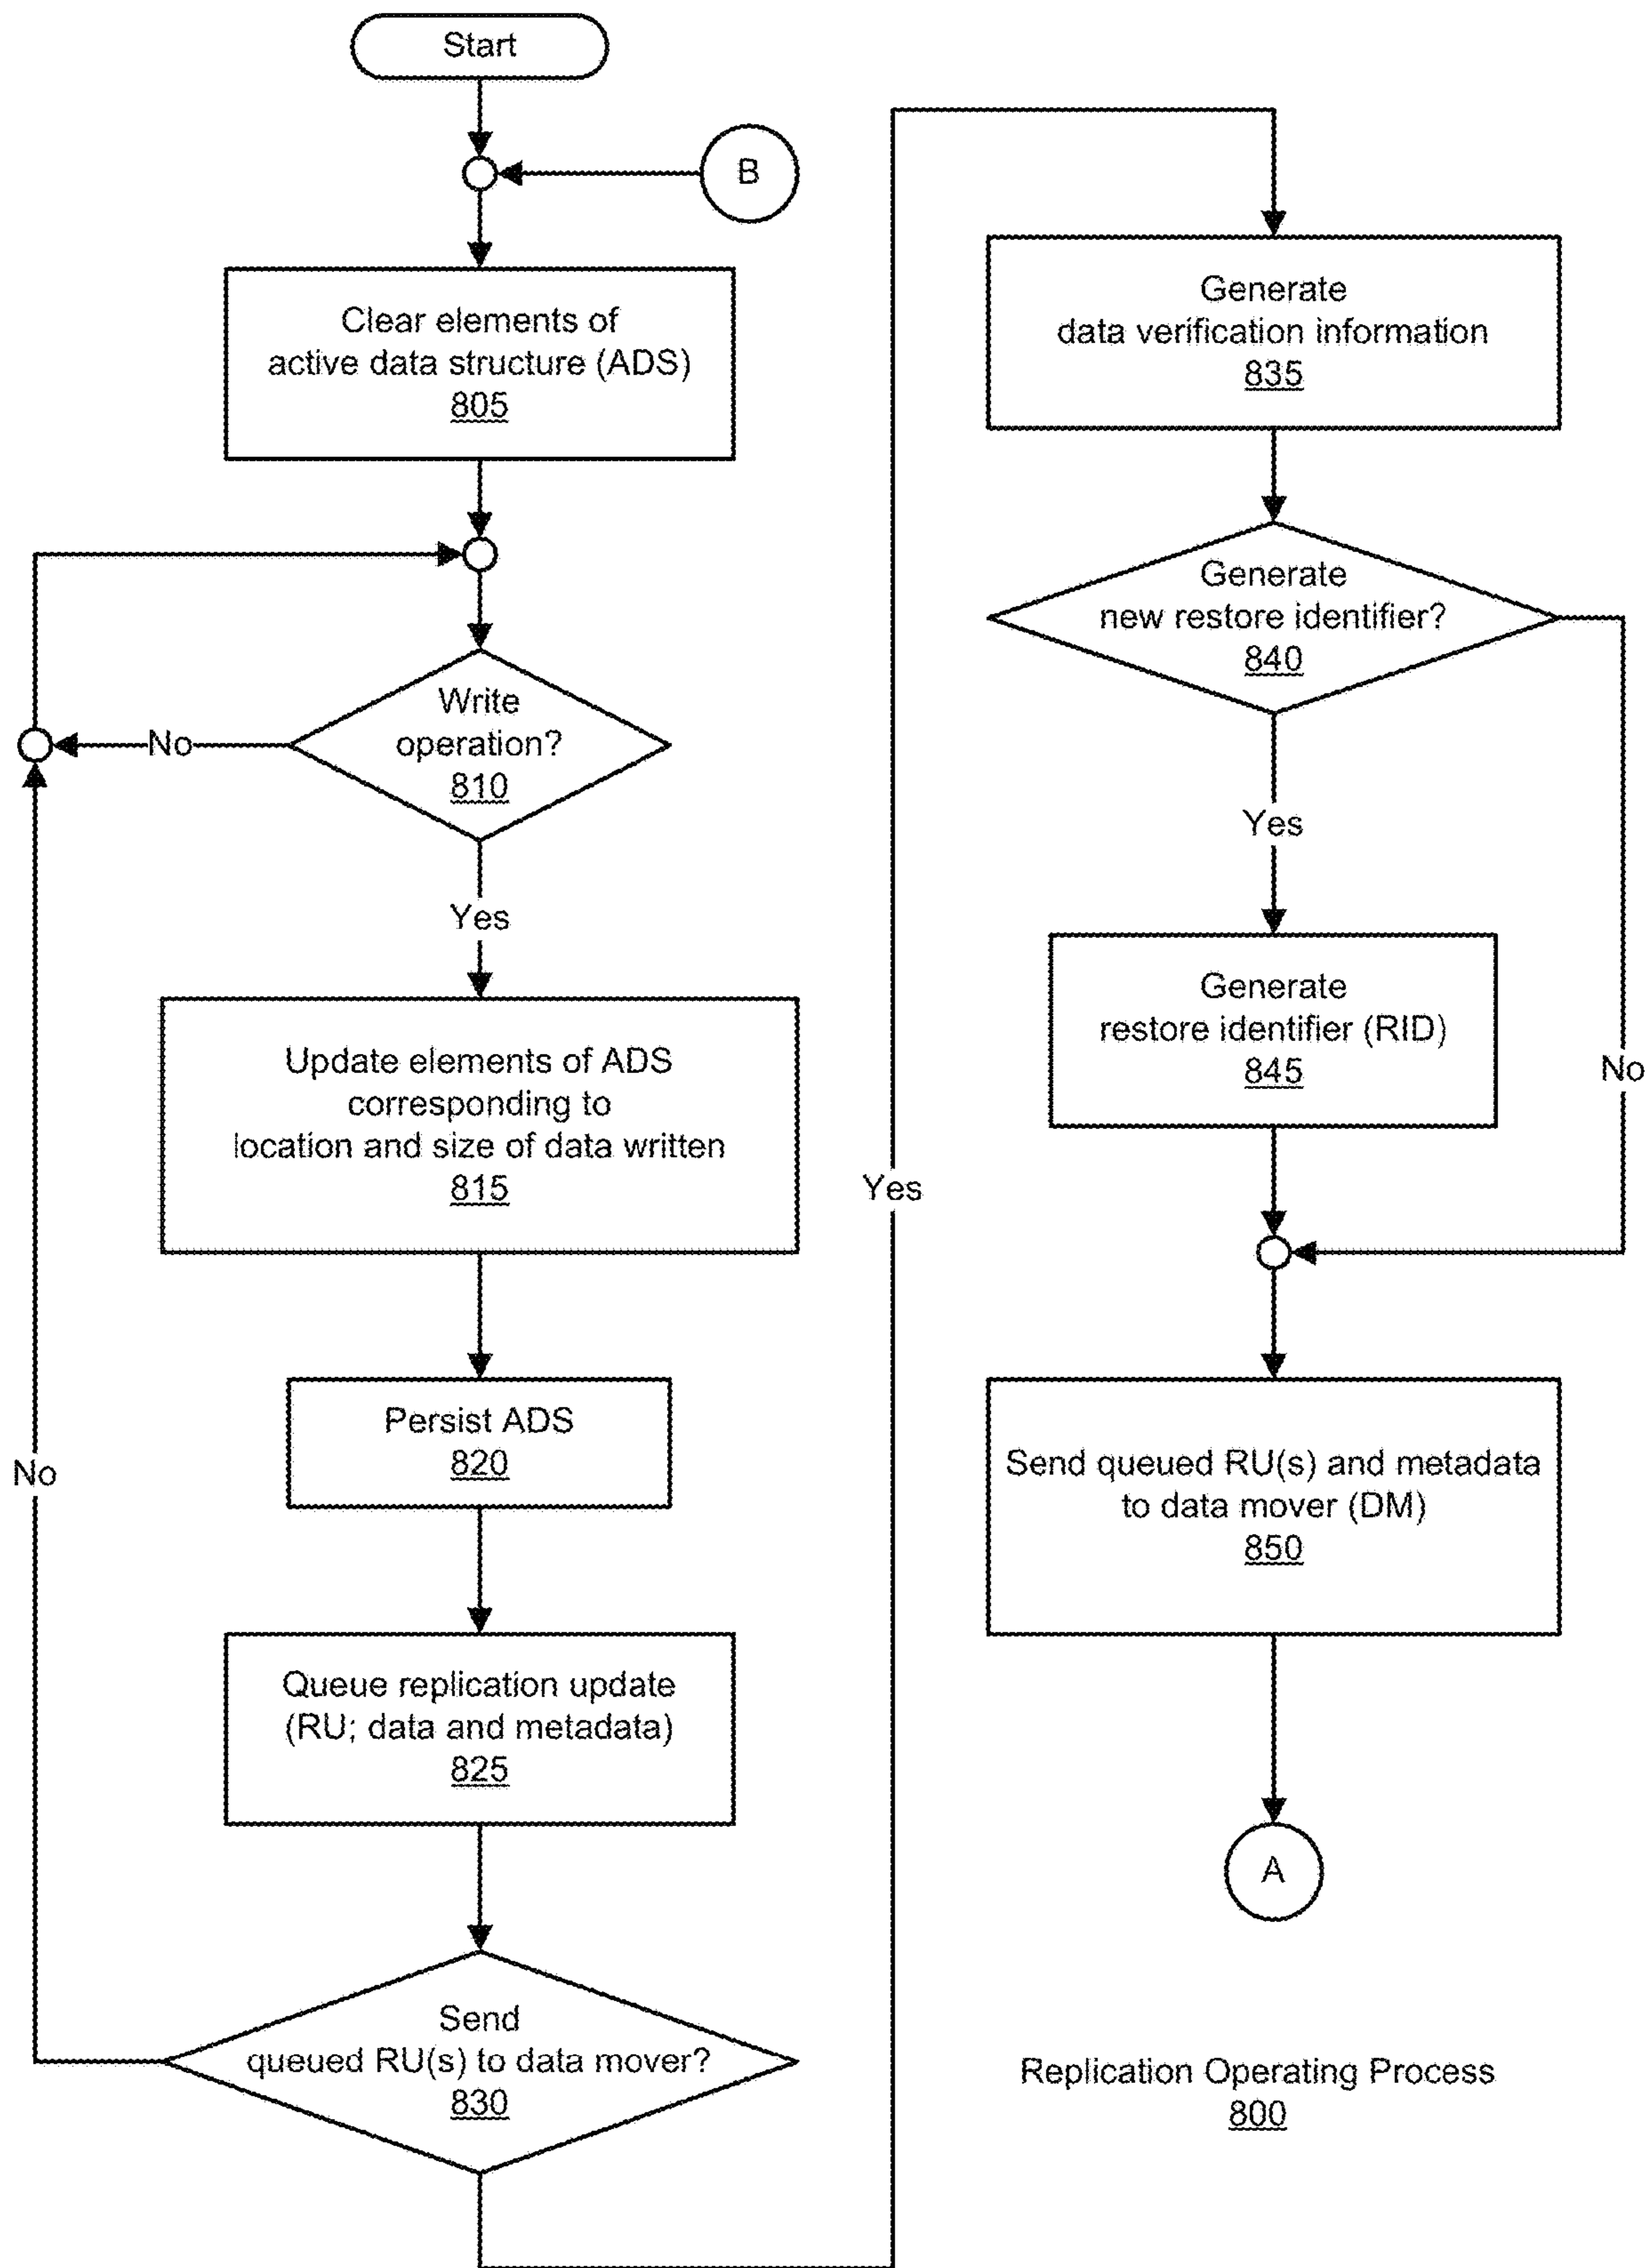 Start
B
Clear elements of
active data structure (ADS)
805
Write
operation?
810
No
Yes
Update elements of ADS
corresponding to
location and size of data written
815
Persist ADS
820
No
Queue replication update
(RU; data and metadata)
825
Send
queued RU(s) to data mover?
830
Yes
Generate
data verification information
835
Generate
new restore identifier?
840
Yes
No
Generate
restore identifier (RID)
845
Send queued RU(s) and metadata
to data mover (DM)
850
A
Replication Operating Process
800